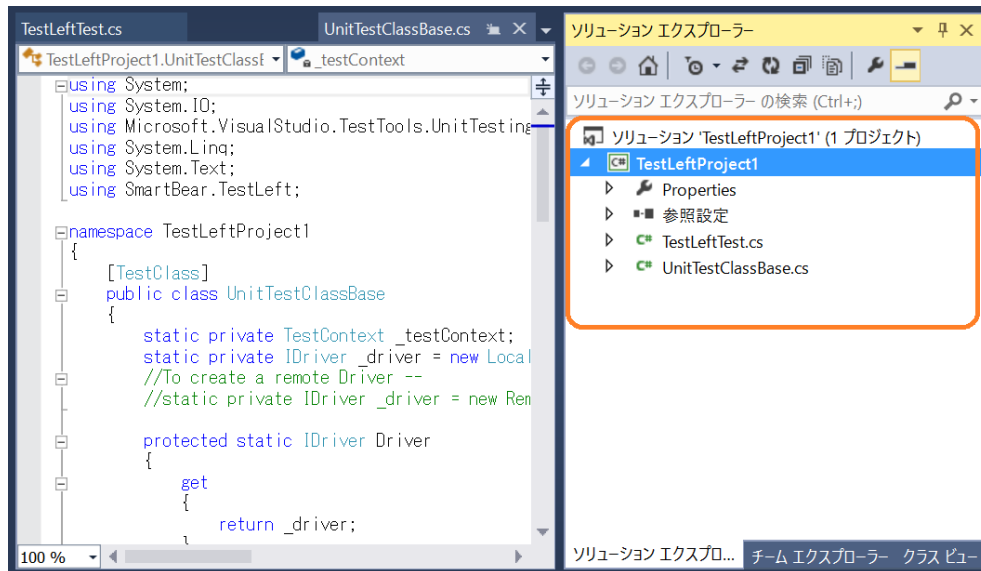 TestLeftTest.cs
UnitTestClassBase.cs
TestLeftProject1.UnitTestClassE
_testContext
using System;
using System.IO;
using Microsoft.VisualStudio.TestTools.UnitTesting
using System.Linq;
using System.Text;
using SmartBear.TestLeft;
namespace TestLeftProject1
{
[TestClass]
public class UnitTestClassBase
{
static private TestContext _testContext;
static private IDriver _driver = new Local
//To create a remote Driver --
//static private IDriver _driver = new Rem
protected static IDriver Driver
{
get
{
return _driver;
}
100 %
ソリューション エクスプローラー
ソリューション エクスプローラー の検索 (Ctrl+;)
ソリューション 'TestLeftProject1' (1 プロジェクト)
C# TestLeftProject1
Properties
参照設定
C# TestLeftTest.cs
C# UnitTestClassBase.cs
ソリューション エクスプロ...
チーム エクスプローラー
クラス ビュー